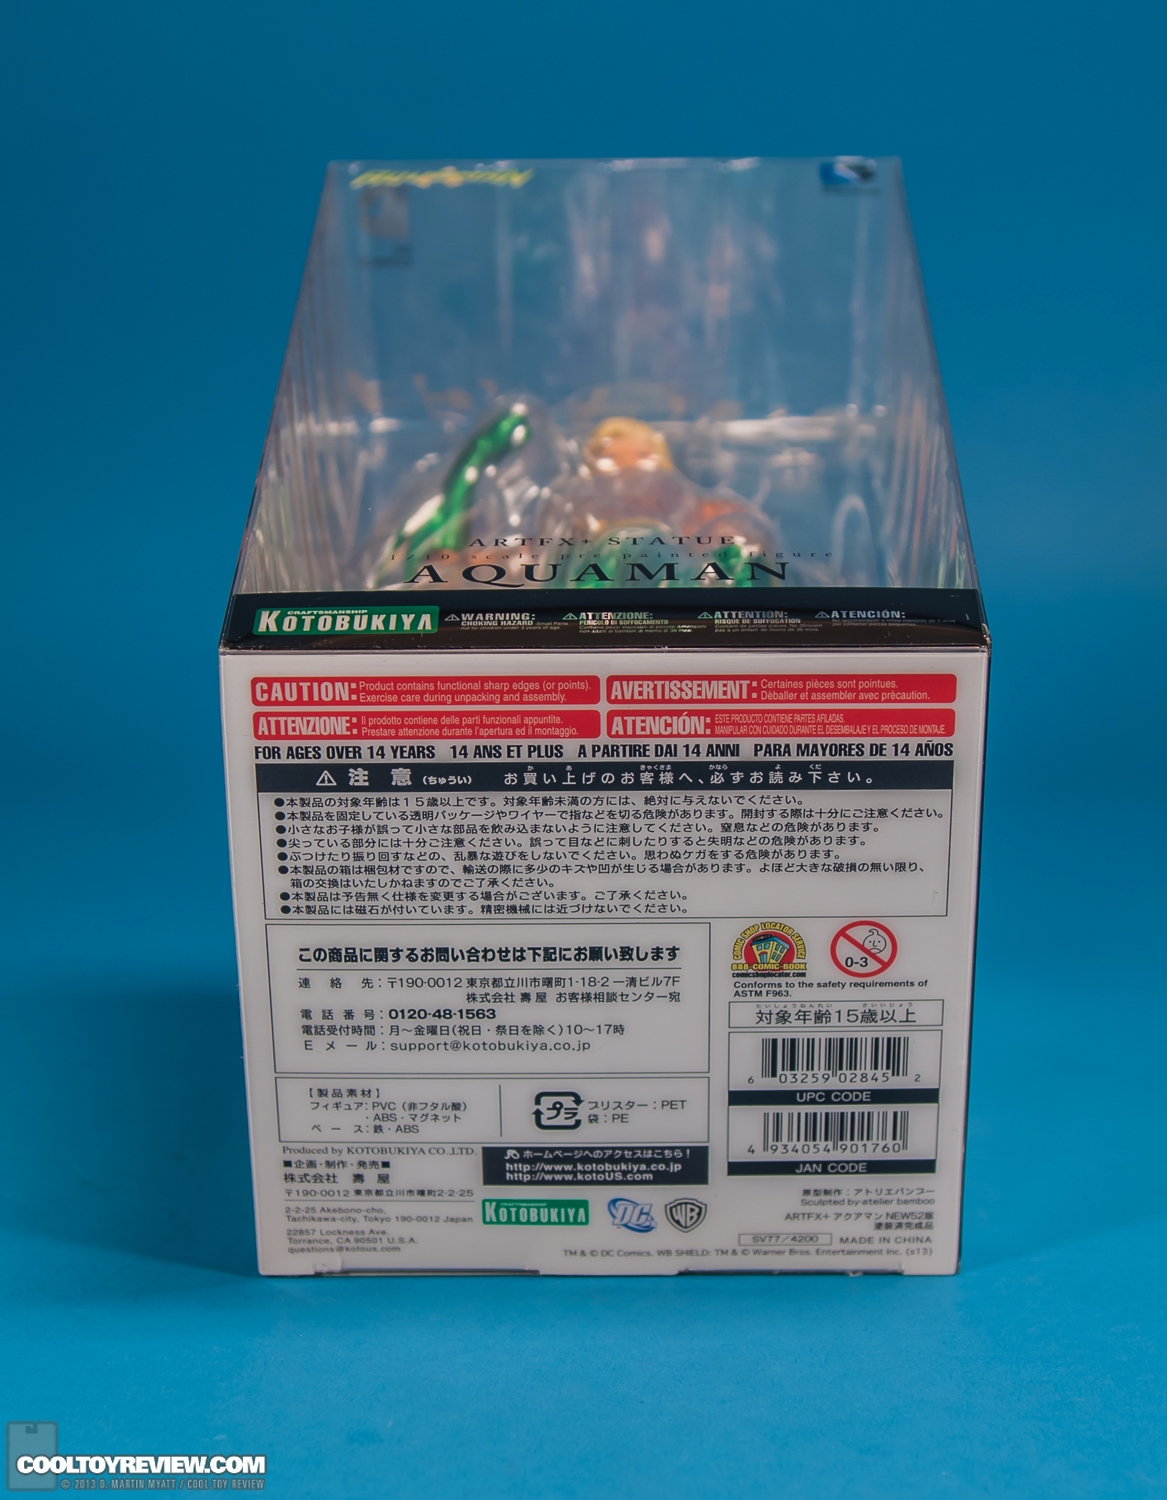 ARTFX+ STATUE
1/10 scale pre painted figure
AQUAMAN
CRAFTSMANSHIP
KOTOBUKIYA
WARNING:
CHOKING HAZARD
ATTENZIONE:
PERICOLO DI SOFFOCAMENTO
ATTENTION:
RISQUE DE SUFFOCATION
ATENCIÓN:
CAUTION: Product contains functional sharp edges (or points).
Exercise care during unpacking and assembly.
AVERTISSEMENT: Certaines pièces sont pointues.
Déballer et assembler avec précaution.
ATTENZIONE: Il prodotto contiene delle parti funzionali appuntite.
Prestare attenzione durante l'apertura ed il montaggio.
ATENCIÓN: ESTE PRODUCTO CONTIENE PARTES AFILADAS.
MANIPULAR CON CUIDADO DURANTE EL DESEMBALAJE Y EL PROCESO DE MONTAJE.
FOR AGES OVER 14 YEARS 14 ANS ET PLUS A PARTIRE DAI 14 ANNI PARA MAYORES DE 14 AÑOS
注意(ちゅうい) お買い上げのお客様へ、必ずお読み下さい。
●本製品の対象年齢は15歳以上です。対象年齢未満の方には、絶対に与えないでください。
●本製品を固定している透明パッケージやワイヤーで指などを切る危険があります。開封する際は十分にご注意ください。
●小さなお子様が誤って小さな部品を飲み込まないように注意してください。窒息などの危険があります。
●尖っている部分には十分ご注意ください。誤って目などに刺したりすると失明などの危険があります。
●ぶつけたり振り回すなどの、乱暴な遊びをしないでください。思わぬケガをする危険があります。
●本製品の箱は梱包材ですので、輸送の際に多少のキズや凹が生じる場合があります。よほど大きな破損の無い限り、
箱の交換はいたしかねますのでご了承ください。
●本製品は予告無く仕様を変更する場合がございます。ご了承ください。
●本製品には磁石が付いています。精密機械には近づけないでください。
この商品に関するお問い合わせは下記にお願い致します
連絡先:〒190-0012 東京都立川市曙町1-18-2 一清ビル7F
株式会社 壽屋 お客様相談センター宛
電話番号:0120-48-1563
電話受付時間:月〜金曜日(祝日・祭日を除く)10〜17時
Eメール:support@kotobukiya.co.jp
COMIC SHOP LOCATOR SERVICE
888-COMIC-BOOK
comicshoplocator.com
0-3
Conforms to the safety requirements of
ASTM F963.
対象年齢15歳以上
6 03259 02845 2
UPC CODE
4 934054 901760
JAN CODE
【製品素材】
フィギュア:PVC(非フタル酸)
・ABS・マグネット
ベース:鉄・ABS
プラ
ブリスター:PET
袋:PE
Produced by KOTOBUKIYA CO.,LTD.
■企画・制作・発売■
株式会社 壽屋
〒190-0012 東京都立川市曙町2-2-25
2-2-25 Akebono-cho,
Tachikawa-city, Tokyo 190-0012 Japan
22857 Lockness Ave.
Torrance, CA 90501 U.S.A.
questions@kotous.com
ホームページへのアクセスはこちら!
http://www.kotobukiya.co.jp
http://www.kotoUS.com
CRAFTSMANSHIP
KOTOBUKIYA
DC
WB
原型制作:アトリエバンブー
Sculpted by atelier bamboo
ARTFX+ アクアマン NEW52版
塗装済完成品
SV77/4200 MADE IN CHINA
TM & © DC Comics. WB SHIELD: TM & © Warner Bros. Entertainment Inc. (s13)
COOLTOYREVIEW.COM
© 2013 D. MARTIN MYATT / COOL TOY REVIEW